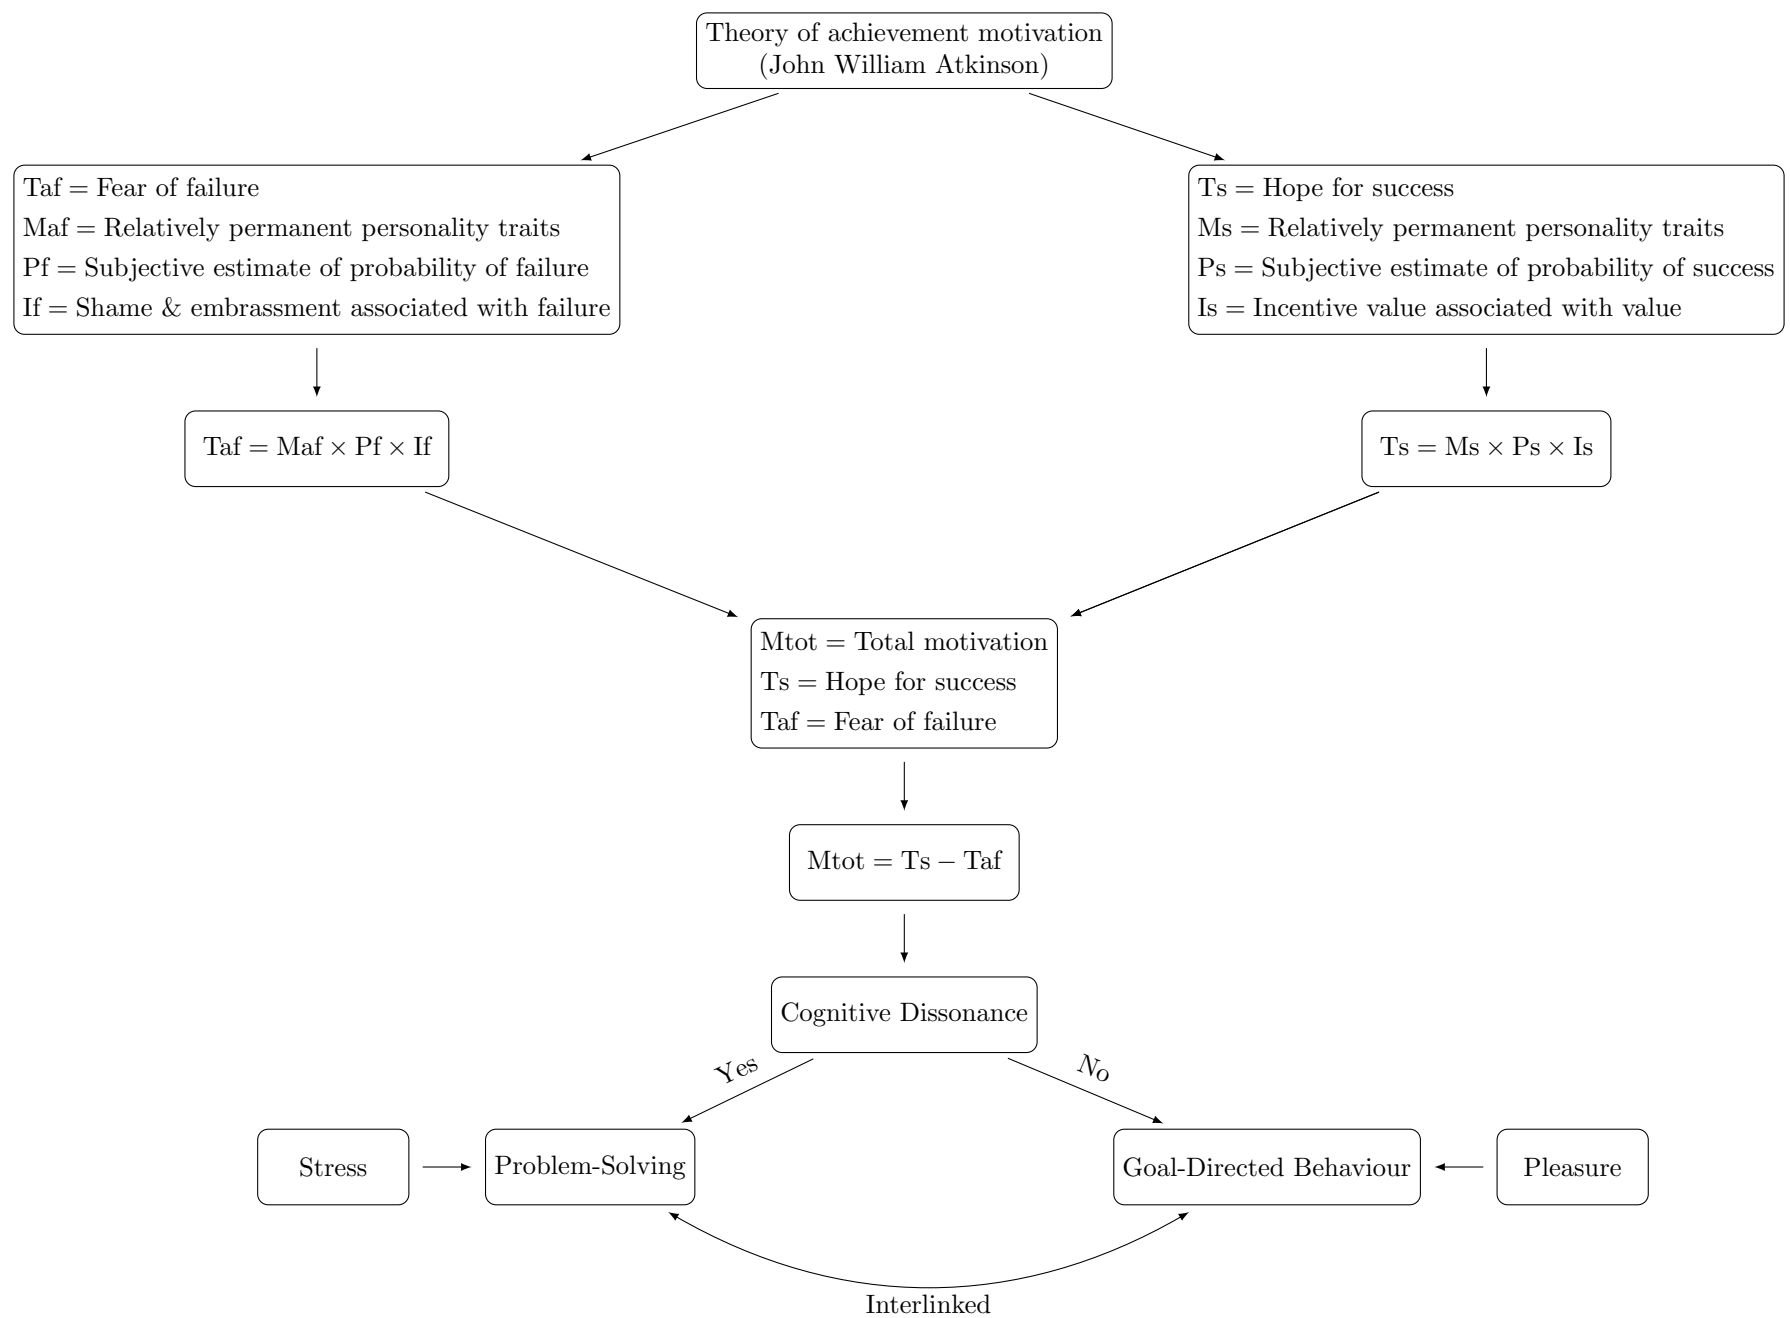 Theory of achievement motivation
(John William Atkinson)
Taf = Fear of failure
Maf = Relatively permanent personality traits
Pf = Subjective estimate of probability of failure
If = Shame & embrassment associated with failure
Ts = Hope for success
Ms = Relatively permanent personality traits
Ps = Subjective estimate of probability of success
Is = Incentive value associated with value
Taf = Maf × Pf × If
Ts = Ms × Ps × Is
Mtot = Total motivation
Ts = Hope for success
Taf = Fear of failure
Mtot = Ts − Taf
Cognitive Dissonance
Yes
No
Stress
Problem-Solving
Goal-Directed Behaviour
Pleasure
Interlinked